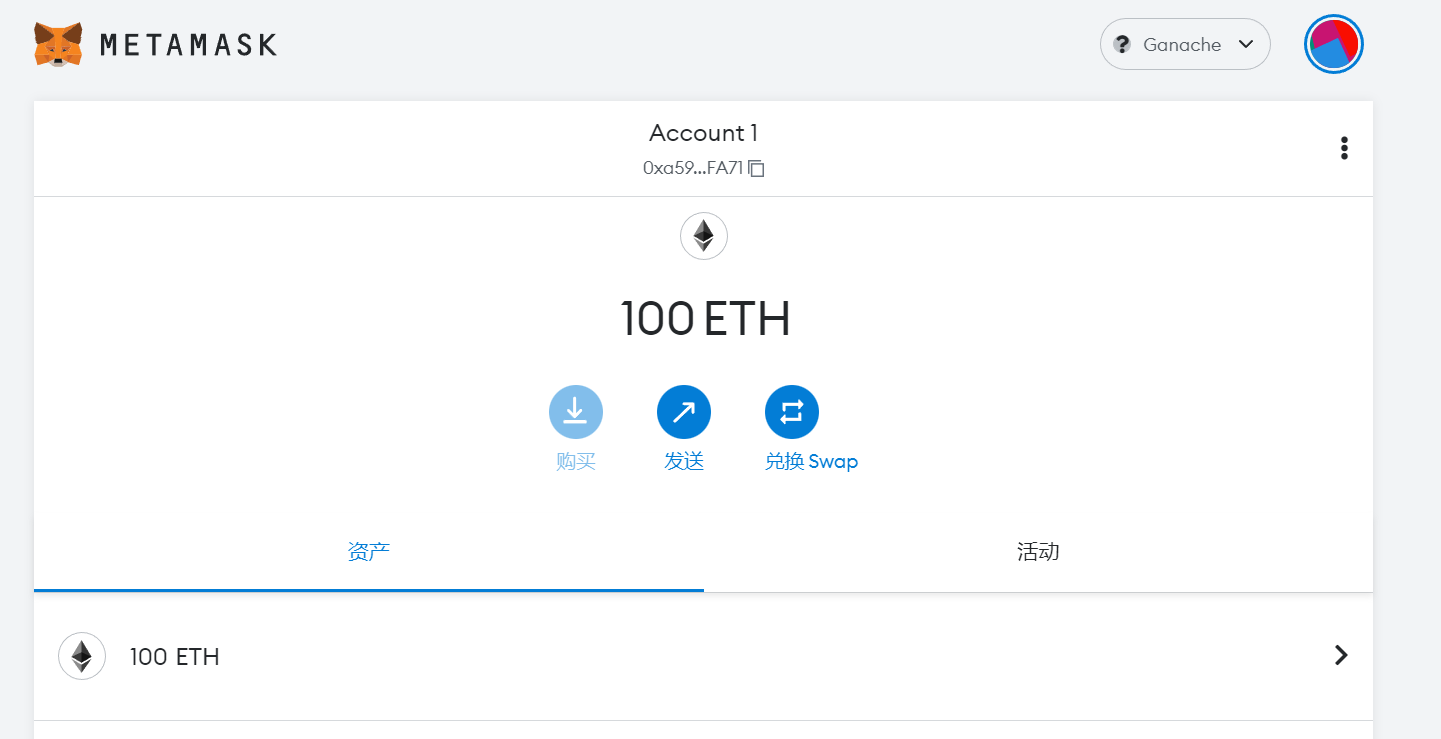 METAMASK
Ganache
Account 1
0xa59...FA71
100 ETH
购买
发送
兑换 Swap
资产
活动
100 ETH